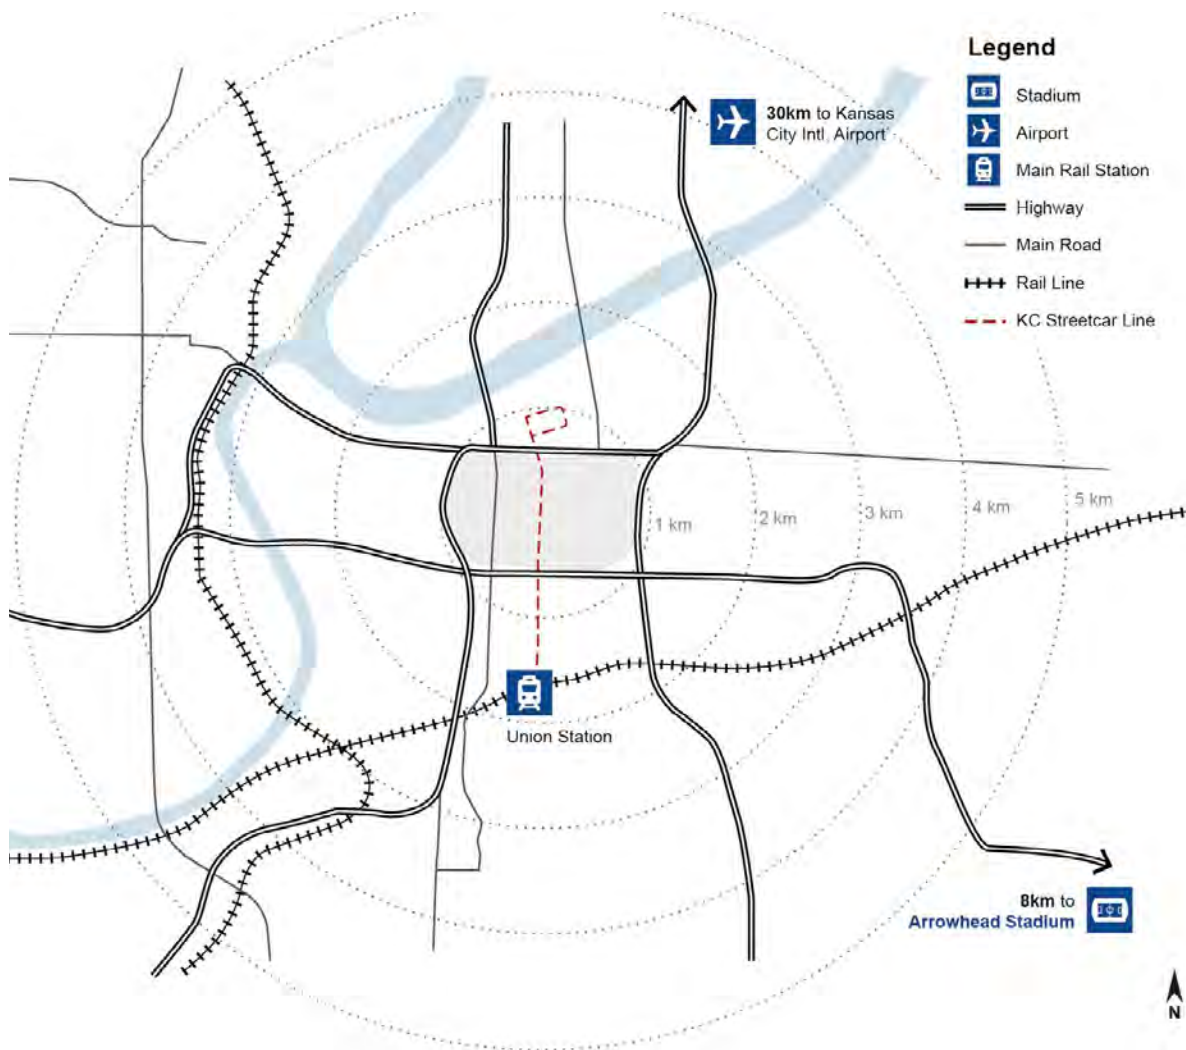 Legend
Stadium
Airport
Main Rail Station
Highway
Main Road
Rail Line
KC Streetcar Line
30km to Kansas
City Intl. Airport
1 km
2 km
3 km
4 km
5 km
Union Station
8km to
Arrowhead Stadium
N